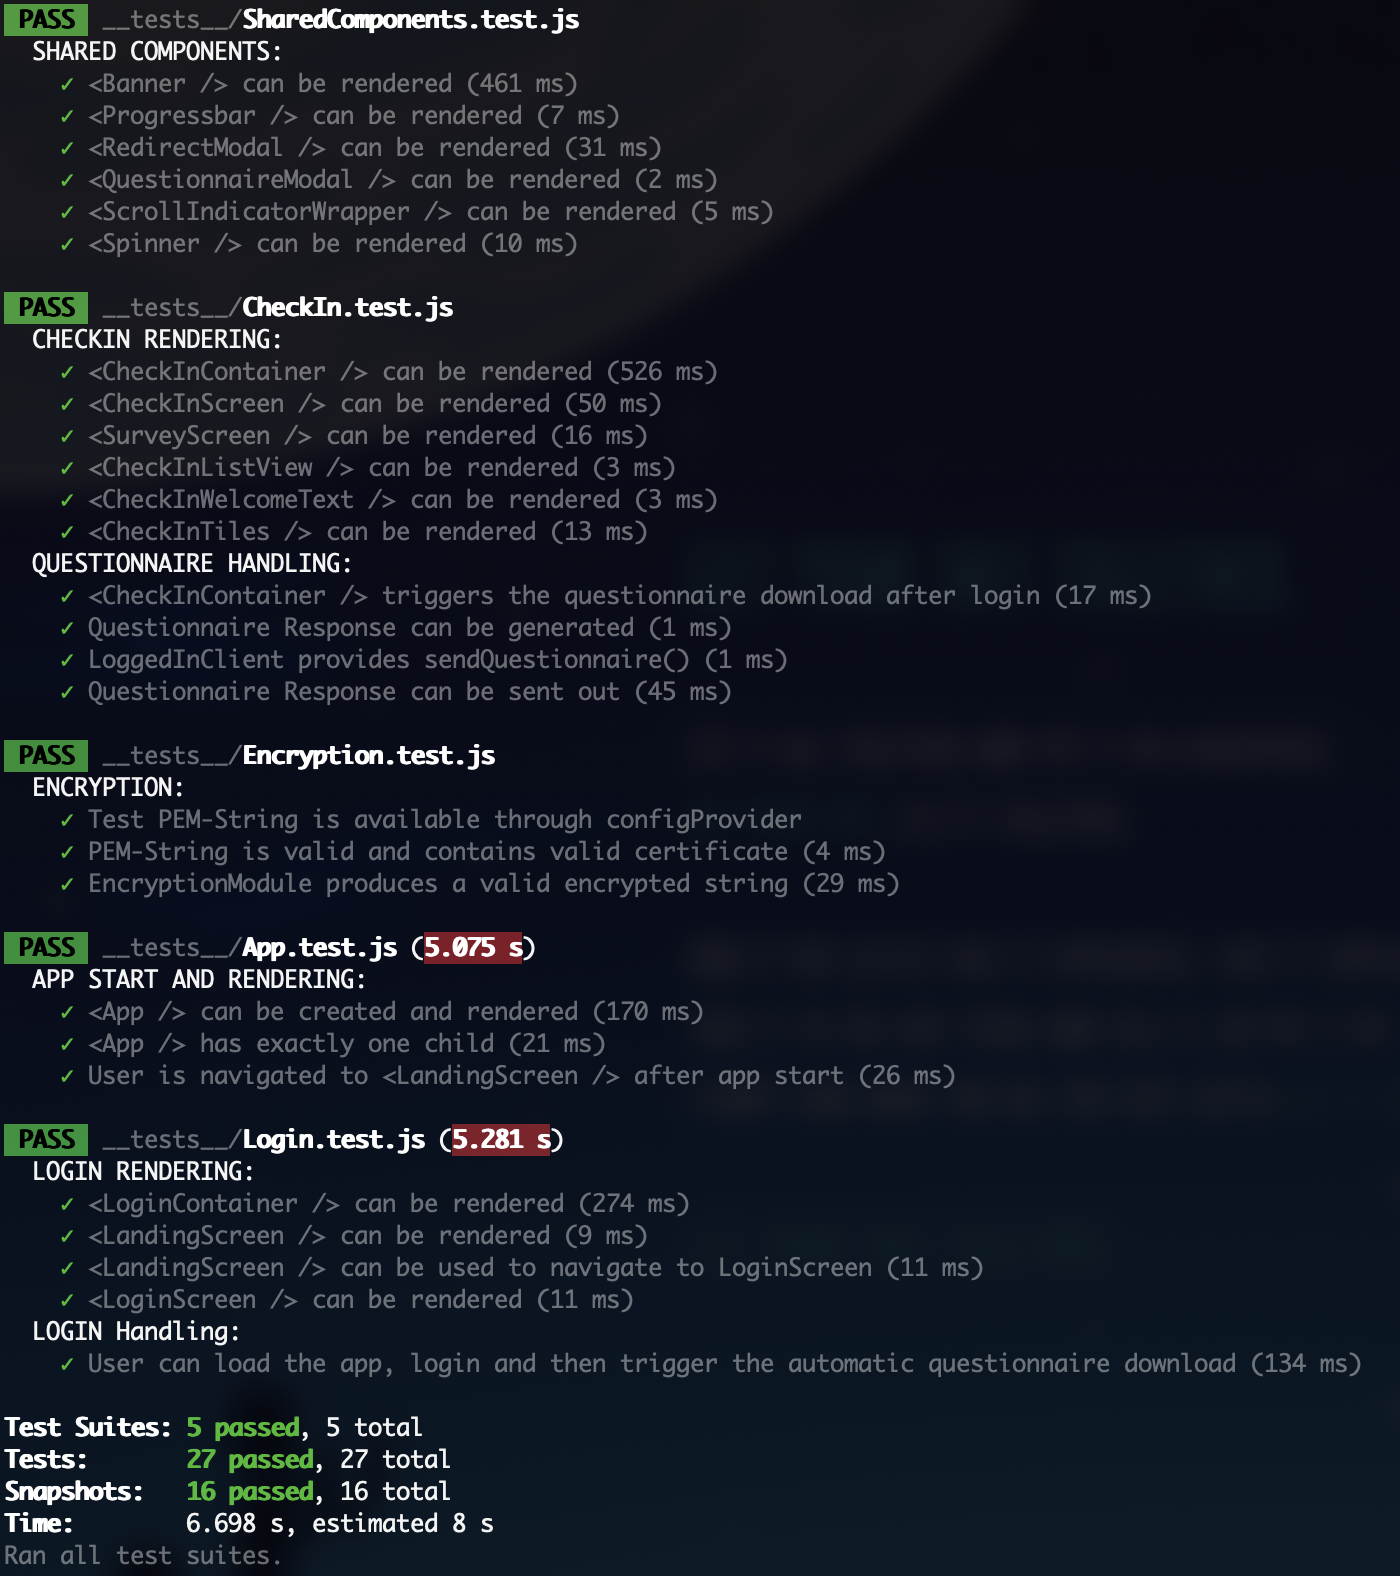 PASS __tests__/SharedComponents.test.js
SHARED COMPONENTS:
✓ <Banner /> can be rendered (461 ms)
✓ <Progressbar /> can be rendered (7 ms)
✓ <RedirectModal /> can be rendered (31 ms)
✓ <QuestionnaireModal /> can be rendered (2 ms)
✓ <ScrollIndicatorWrapper /> can be rendered (5 ms)
✓ <Spinner /> can be rendered (10 ms)
PASS __tests__/CheckIn.test.js
CHECKIN RENDERING:
✓ <CheckInContainer /> can be rendered (526 ms)
✓ <CheckInScreen /> can be rendered (50 ms)
✓ <SurveyScreen /> can be rendered (16 ms)
✓ <CheckInListView /> can be rendered (3 ms)
✓ <CheckInWelcomeText /> can be rendered (3 ms)
✓ <CheckInTiles /> can be rendered (13 ms)
QUESTIONNAIRE HANDLING:
✓ <CheckInContainer /> triggers the questionnaire download after login (17 ms)
✓ Questionnaire Response can be generated (1 ms)
✓ LoggedInClient provides sendQuestionnaire() (1 ms)
✓ Questionnaire Response can be sent out (45 ms)
PASS __tests__/Encryption.test.js
ENCRYPTION:
✓ Test PEM-String is available through configProvider
✓ PEM-String is valid and contains valid certificate (4 ms)
✓ EncryptionModule produces a valid encrypted string (29 ms)
PASS __tests__/App.test.js (5.075 s)
APP START AND RENDERING:
✓ <App /> can be created and rendered (170 ms)
✓ <App /> has exactly one child (21 ms)
✓ User is navigated to <LandingScreen /> after app start (26 ms)
PASS __tests__/Login.test.js (5.281 s)
LOGIN RENDERING:
✓ <LoginContainer /> can be rendered (274 ms)
✓ <LandingScreen /> can be rendered (9 ms)
✓ <LandingScreen /> can be used to navigate to LoginScreen (11 ms)
✓ <LoginScreen /> can be rendered (11 ms)
LOGIN Handling:
✓ User can load the app, login and then trigger the automatic questionnaire download (134 ms)
Test Suites: 5 passed, 5 total
Tests: 27 passed, 27 total
Snapshots: 16 passed, 16 total
Time: 6.698 s, estimated 8 s
Ran all test suites.